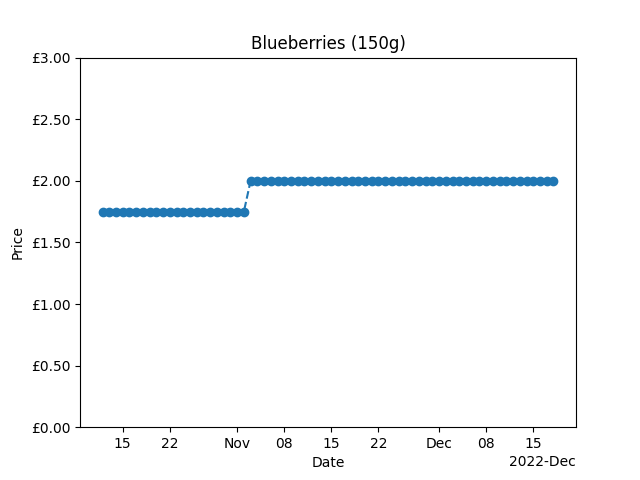 Blueberries (150g)
£3.00
£2.50
£2.00
£1.50
£1.00
£0.50
£0.00
Price
15 22 Nov 08 15 22 Dec 08 15
Date
2022-Dec